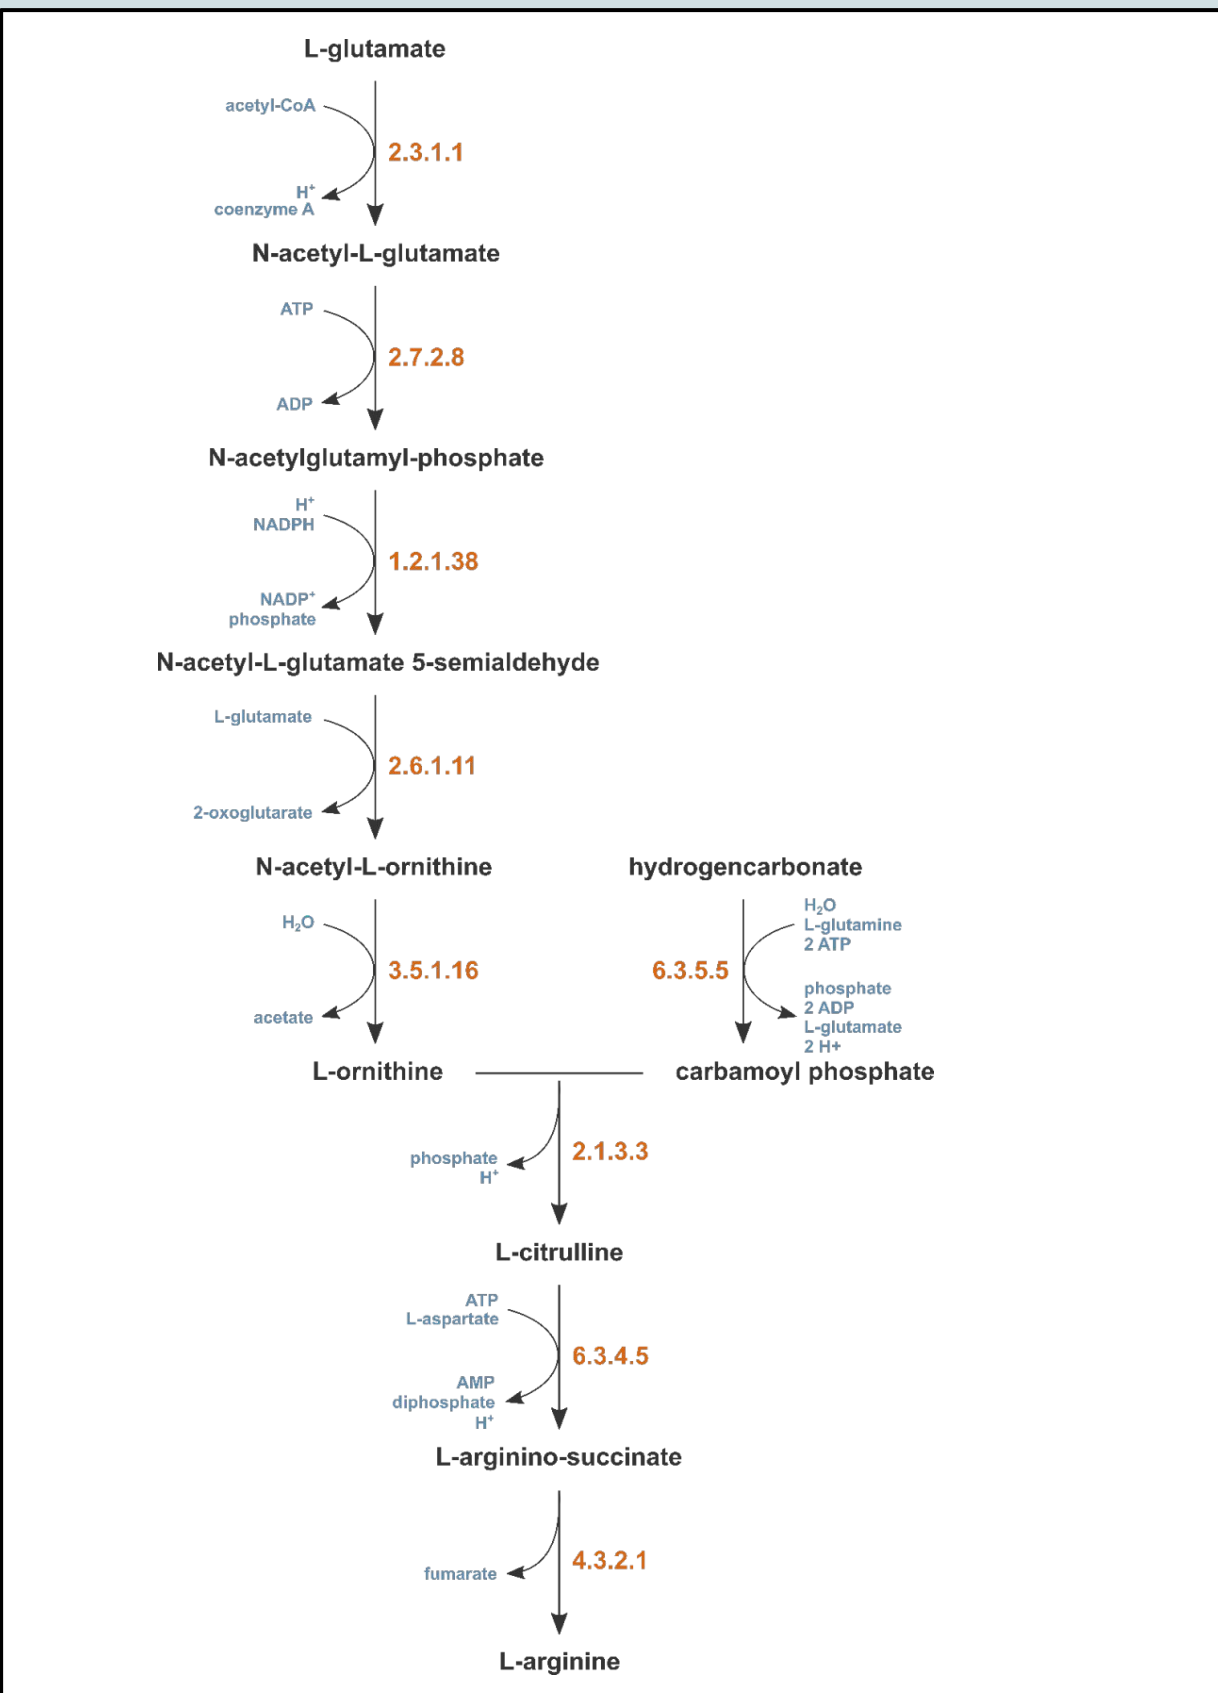 L-glutamate
acetyl-CoA
2.3.1.1
H⁺
coenzyme A
N-acetyl-L-glutamate
ATP
2.7.2.8
ADP
N-acetylglutamyl-phosphate
H⁺
NADPH
1.2.1.38
NADP⁺
phosphate
N-acetyl-L-glutamate 5-semialdehyde
L-glutamate
2.6.1.11
2-oxoglutarate
N-acetyl-L-ornithine
hydrogencarbonate
H₂O
3.5.1.16
acetate
H₂O
L-glutamine
2 ATP
6.3.5.5
phosphate
2 ADP
L-glutamate
2 H+
L-ornithine
carbamoyl phosphate
2.1.3.3
phosphate
H⁺
L-citrulline
ATP
L-aspartate
6.3.4.5
AMP
diphosphate
H⁺
L-arginino-succinate
4.3.2.1
fumarate
L-arginine